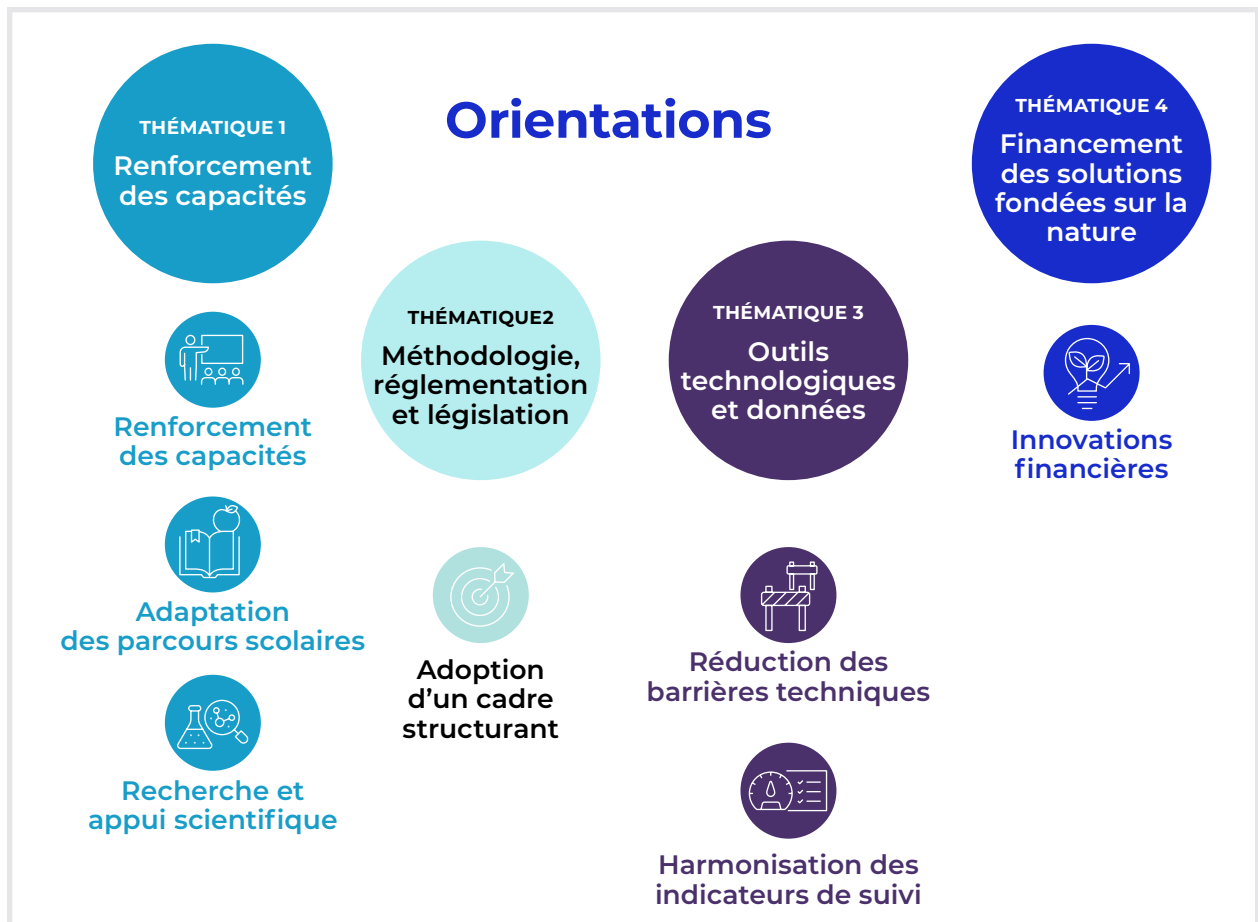 Orientations
THÉMATIQUE 1
Renforcement
des capacités
Renforcement
des capacités
Adaptation
des parcours scolaires
Recherche et
appui scientifique
THÉMATIQUE2
Méthodologie,
réglementation
et législation
Adoption
d’un cadre
structurant
THÉMATIQUE 3
Outils
technologiques
et données
Réduction des
barrières techniques
Harmonisation des
indicateurs de suivi
THÉMATIQUE 4
Financement
des solutions
fondées sur la
nature
Innovations
financières